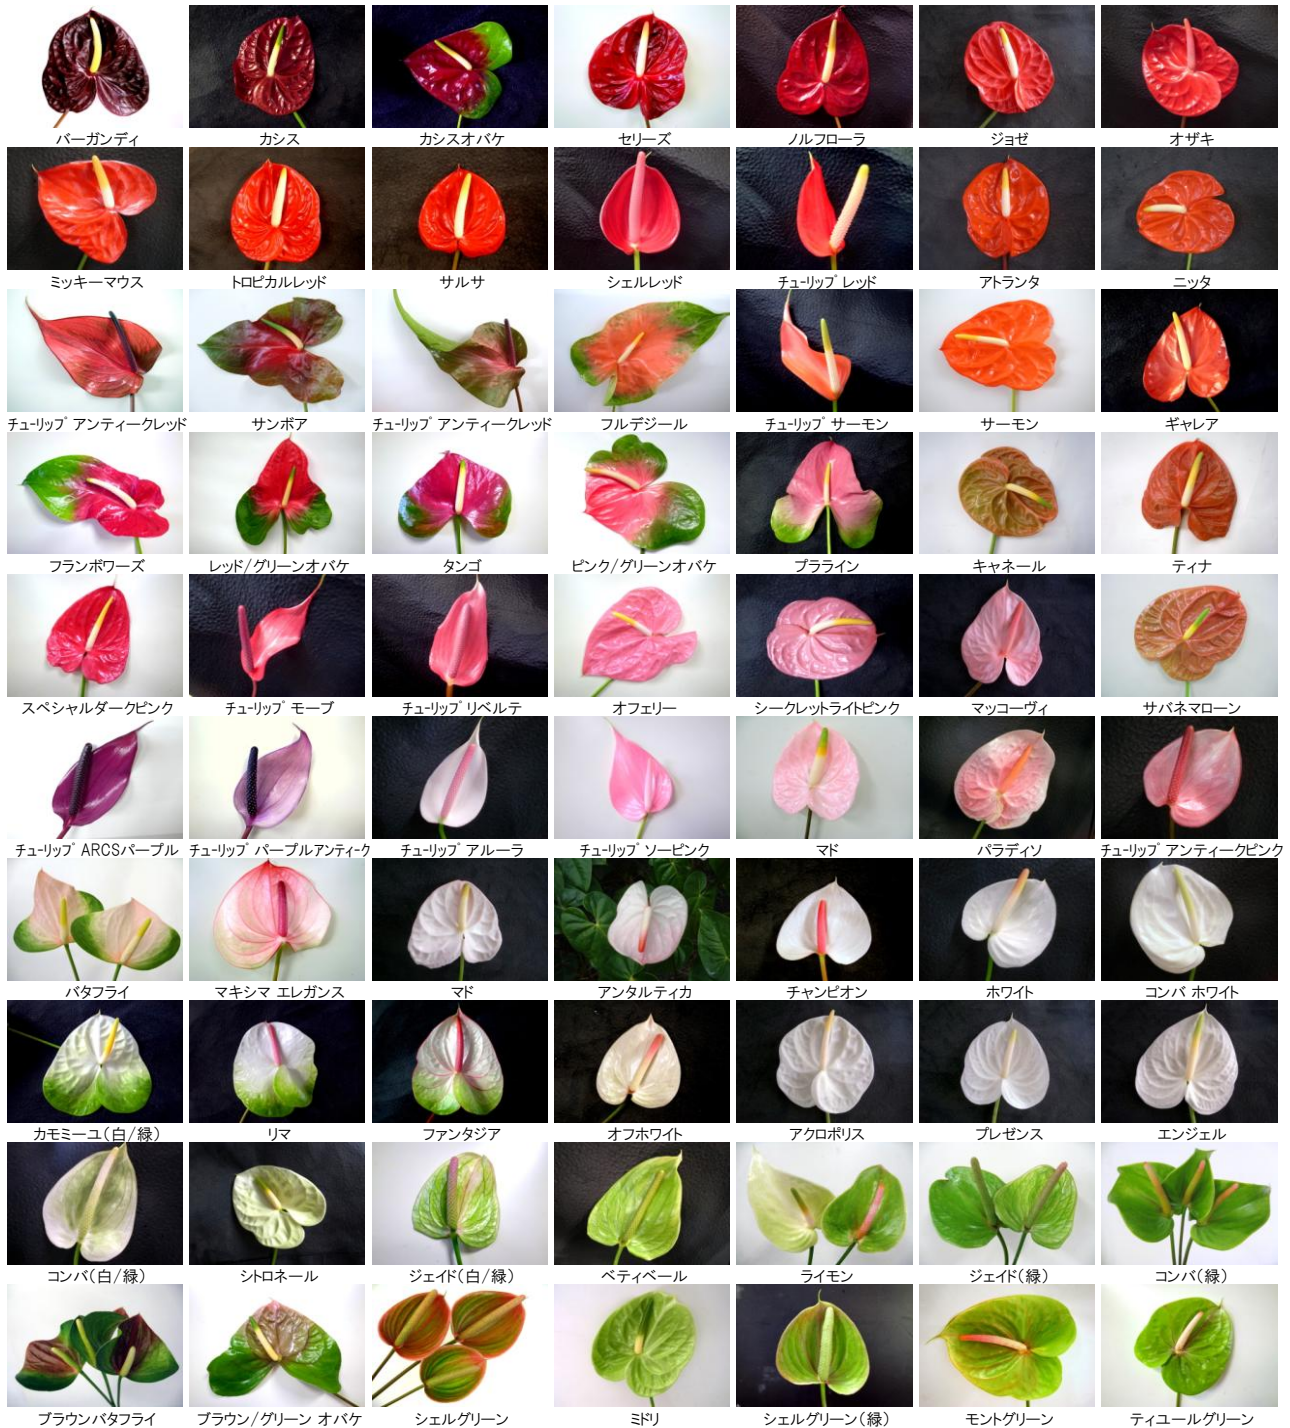 バーガンディ カシス カシスオバケ セリーズ ノルフローラ ジョゼ オザキ
ミッキーマウス トロピカルレッド サルサ シェルレッド チューリップ レッド アトランタ ニッタ
チューリップ アンティークレッド サンボア チューリップ アンティークレッド フルデジール チューリップ サーモン サーモン ギャレア
フランボワーズ レッド/グリーンオバケ タンゴ ピンク/グリーンオバケ プラライン キャネール ティナ
スペシャルダークピンク チューリップ モーブ チューリップ リベルテ オフェリー シークレットライトピンク マッコーヴィ サバネマローン
チューリップ ARCSパープル チューリップ パープルアンティーク チューリップ アルーラ チューリップ ソーピンク マド パラディソ チューリップ アンティークピンク
バタフライ マキシマ エレガンス マド アンタルティカ チャンピオン ホワイト コンバ ホワイト
カモミーユ(白/緑) リマ ファンタジア オフホワイト アクロポリス プレゼンス エンジェル
コンバ(白/緑) シトロネール ジェイド(白/緑) ベティベール ライモン ジェイド(緑) コンバ(緑)
ブラウンバタフライ ブラウン/グリーン オバケ シェルグリーン ミドリ シェルグリーン(緑) モントグリーン ティユールグリーン